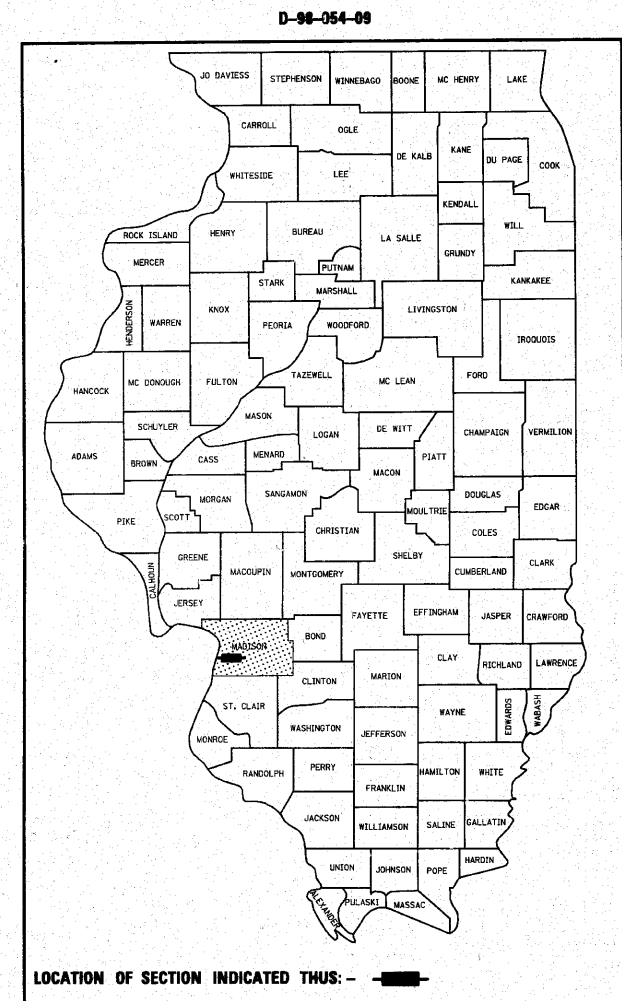 D-98-054-09
JO DAVIESS
STEPHENSON
WINNEBAGO
BOONE
MC HENRY
LAKE
CARROLL
OGLE
DE KALB
KANE
DU PAGE
COOK
WHITESIDE
LEE
KENDALL
WILL
ROCK ISLAND
HENRY
BUREAU
LA SALLE
GRUNDY
MERCER
PUTNAM
KANKAKEE
STARK
MARSHALL
HENDERSON
WARREN
KNOX
PEORIA
WOODFORD
LIVINGSTON
IROQUOIS
HANCOCK
MC DONOUGH
FULTON
TAZEWELL
MC LEAN
FORD
SCHUYLER
MASON
LOGAN
DE WITT
CHAMPAIGN
VERMILION
ADAMS
BROWN
CASS
MENARD
PIATT
MACON
PIKE
SCOTT
MORGAN
SANGAMON
CHRISTIAN
MOULTRIE
DOUGLAS
EDGAR
COLES
CALHOUN
GREENE
MACOUPIN
MONTGOMERY
SHELBY
CUMBERLAND
CLARK
JERSEY
FAYETTE
EFFINGHAM
JASPER
CRAWFORD
MADISON
BOND
CLAY
RICHLAND
LAWRENCE
CLINTON
MARION
ST. CLAIR
WAYNE
EDWARDS
WABASH
MONROE
WASHINGTON
JEFFERSON
RANDOLPH
PERRY
HAMILTON
WHITE
FRANKLIN
JACKSON
WILLIAMSON
SALINE
GALLATIN
UNION
JOHNSON
POPE
HARDIN
ALEXANDER
PULASKI
MASSAC
LOCATION OF SECTION INDICATED THUS: -